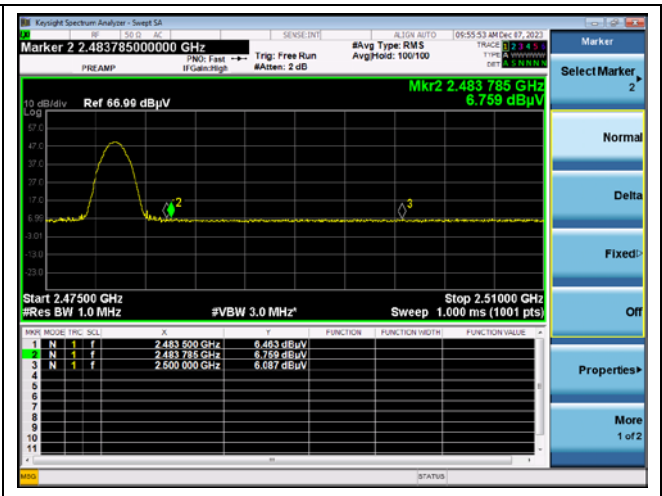 Keysight Spectrum Analyzer - Swept SA
RF 50 Ω AC SENSE:INT ALIGN AUTO 09:55:53 AM Dec 07, 2023
Marker 2 2.483785000000 GHz
PREAMP
PNO: Fast
IFGain:High
Trig: Free Run
#Atten: 2 dB
#Avg Type: RMS
Avg|Hold: 100/100
TRACE 1 2 3 4 5 6
TYPE A
DET A S N N N N
Mkr2 2.483 785 GHz
6.759 dBµV
10 dB/div Ref 66.99 dBµV
Log
57.0
47.0
37.0
27.0
17.0
6.99
-3.01
-13.0
-23.0
2
3
Start 2.47500 GHz Stop 2.51000 GHz
#Res BW 1.0 MHz #VBW 3.0 MHz* Sweep 1.000 ms (1001 pts)
MKR MODE TRC SCL X Y FUNCTION FUNCTION WIDTH FUNCTION VALUE
1 N 1 f 2.483 500 GHz 6.463 dBµV
2 N 1 f 2.483 785 GHz 6.759 dBµV
3 N 1 f 2.500 000 GHz 6.087 dBµV
4
5
6
7
8
9
10
11
MSG STATUS
Marker
Select Marker
2
Normal
Delta
Fixed
Off
Properties
More
1 of 2